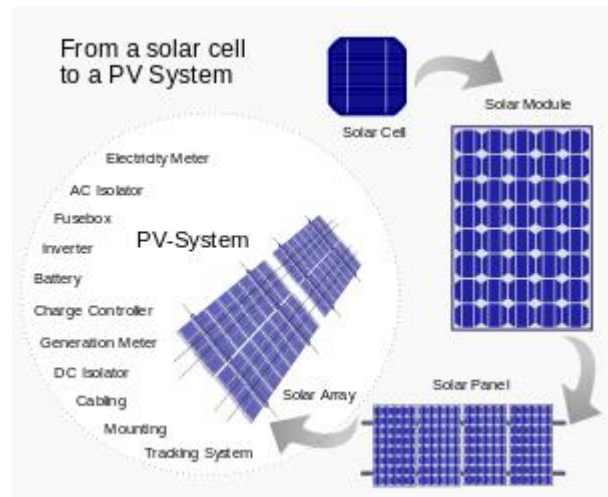 From a solar cell
to a PV System
Solar Cell
Solar Module
Solar Panel
Solar Array
PV-System
Electricity Meter
AC Isolator
Fusebox
Inverter
Battery
Charge Controller
Generation Meter
DC Isolator
Cabling
Mounting
Tracking System